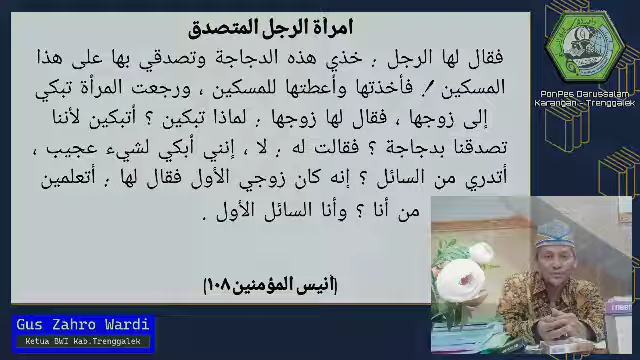 امرأة الرجل المتصدق
فقال لها الرجل : خذي هذه الدجاجة وتصدقي بها على هذا
المسكين ! فأخذتها وأعطتها للمسكين ، ورجعت المرأة تبكي
إلى زوجها ، فقال لها زوجها : لماذا تبكين ؟ أتبكين لأننا
تصدقنا بدجاجة ؟ فقالت له : لا ، إنني أبكي لشيء عجيب ،
أتدري من السائل ؟ إنه كان زوجي الأول فقال لها : أتعلمين
من أنا ؟ وأنا السائل الأول .
(أنيس المؤمنين ١٠٨)
PonPes Darussalam
Karangan - Trenggalek
Gus Zahro Wardi
Ketua BWI Kab.Trenggalek